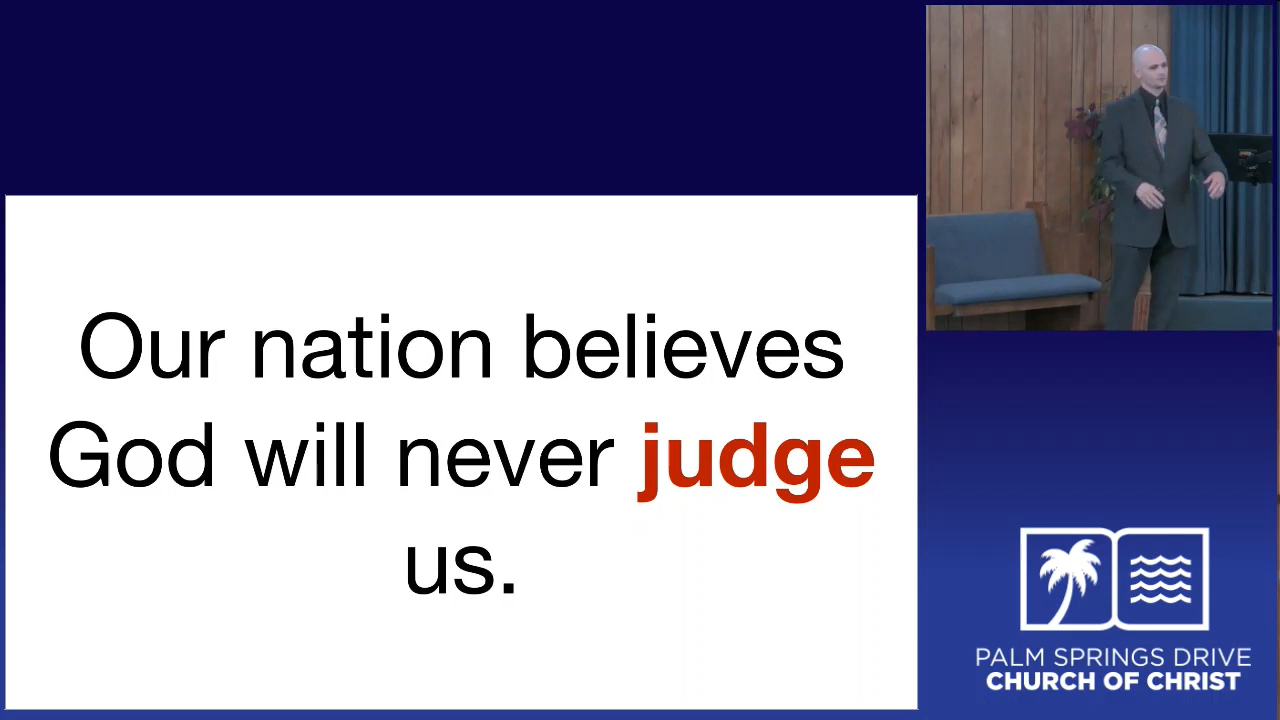 Our nation believes
God will never judge
us.
PALM SPRINGS DRIVE
CHURCH OF CHRIST